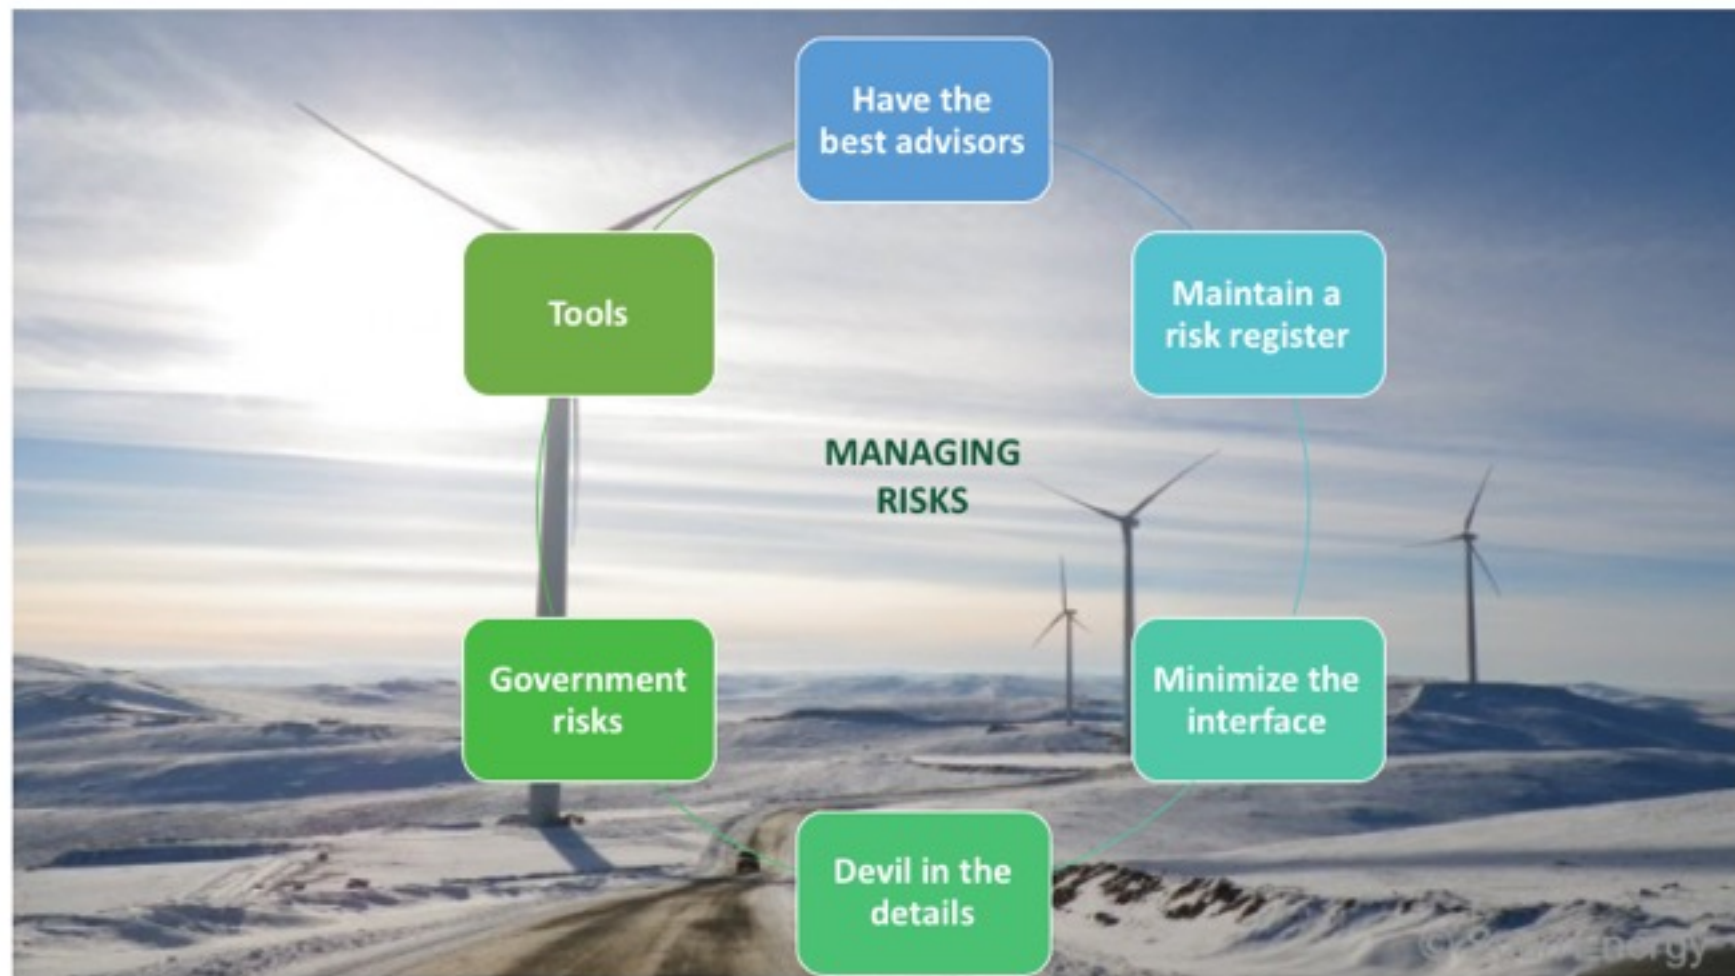 Have the
best advisors
Maintain a
risk register
Minimize the
interface
Devil in the
details
Government
risks
Tools
MANAGING
RISKS